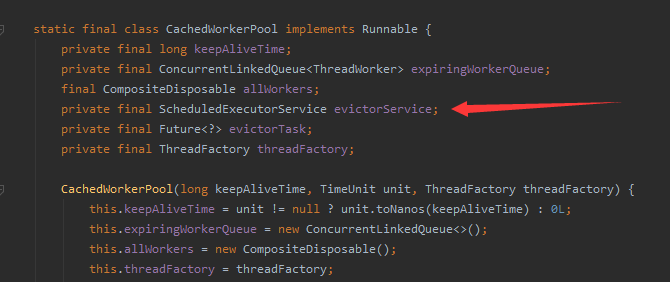 static final class CachedWorkerPool implements Runnable {
private final long keepAliveTime;
private final ConcurrentLinkedQueue<ThreadWorker> expiringWorkerQueue;
final CompositeDisposable allWorkers;
private final ScheduledExecutorService evictorService;
private final Future<?> evictorTask;
private final ThreadFactory threadFactory;
CachedWorkerPool(long keepAliveTime, TimeUnit unit, ThreadFactory threadFactory) {
this.keepAliveTime = unit != null ? unit.toNanos(keepAliveTime) : 0L;
this.expiringWorkerQueue = new ConcurrentLinkedQueue<>();
this.allWorkers = new CompositeDisposable();
this.threadFactory = threadFactory;